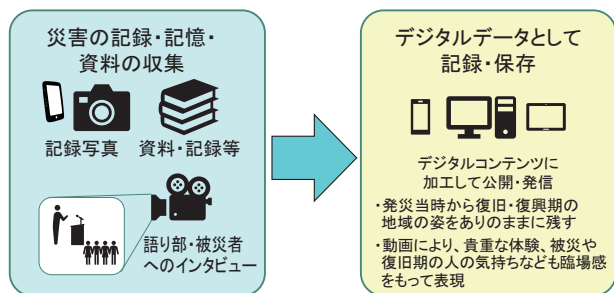 災害の記録・記憶・
資料の収集
記録写真
資料・記録等
語り部・被災者
へのインタビュー
デジタルデータとして
記録・保存
デジタルコンテンツに
加工して公開・発信
・発災当時から復旧・復興期の
地域の姿をありのままに残す
・動画により、貴重な体験、被災や
復旧期の人の気持ちなども臨場感
をもって表現